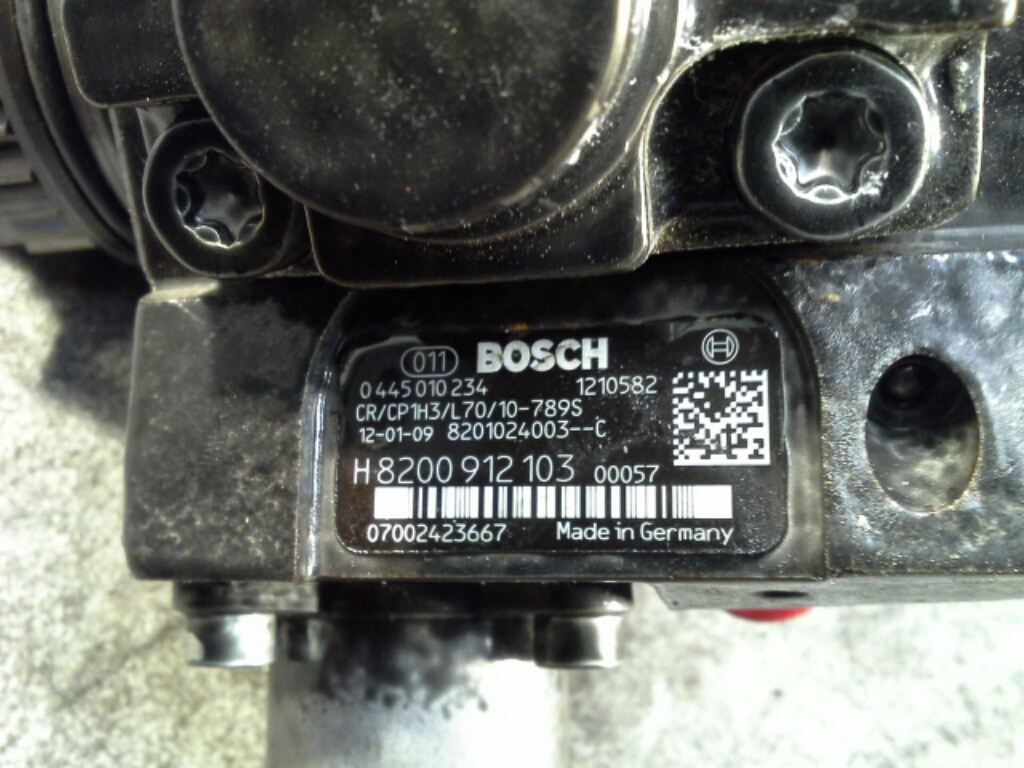 011 BOSCH
0 445 010 234 1210582
CR/CP1H3/L70/10-789S
12-01-09 8201024003--C
H8200 912 103 00057
07002423667 Made in Germany